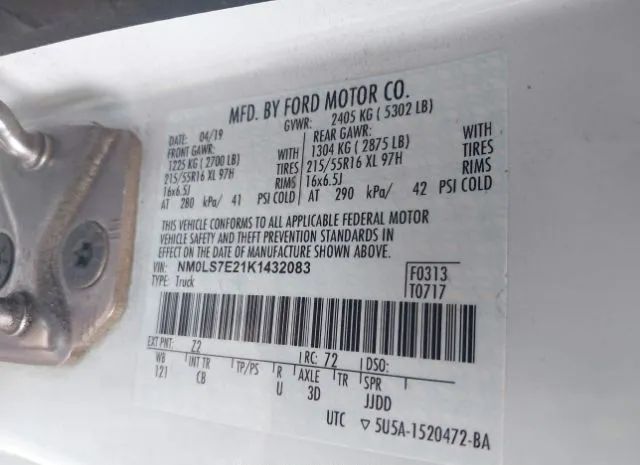 MFD. BY FORD MOTOR CO.
DATE: 04/19 GVWR: 2405 KG ( 5302 LB)
FRONT GAWR: REAR GAWR:
1225 KG ( 2700 LB) WITH 1304 KG ( 2875 LB) WITH
215/55R16 XL 97H TIRES 215/55R16 XL 97H TIRES
16x6.5J RIMS 16x6.5J RIMS
AT 280 kPa/ 41 PSI COLD AT 290 kPa/ 42 PSI COLD
THIS VEHICLE CONFORMS TO ALL APPLICABLE FEDERAL MOTOR
VEHICLE SAFETY AND THEFT PREVENTION STANDARDS IN
EFFECT ON THE DATE OF MANUFACTURE SHOWN ABOVE.
VIN: NM0LS7E21K1432083 F0313
TYPE: Truck T0717
EXT PNT: Z2 RC: 72 DSO:
WB INT TR TP/PS R AXLE TR SPR
121 CB U 3D JJDD
UTC ▽ 5U5A-1520472-BA